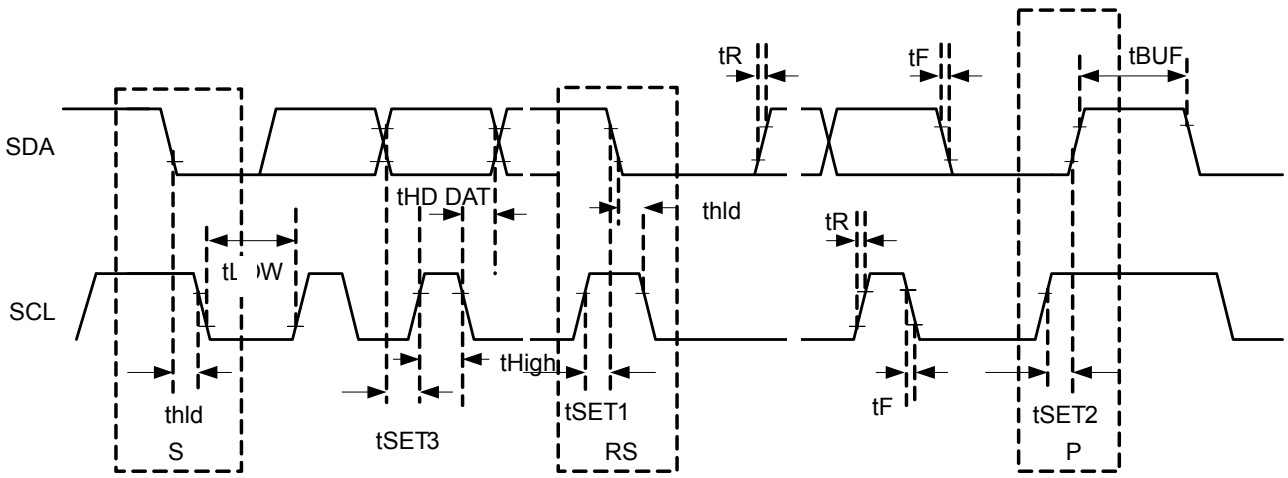 tR
tF
tBUF
SDA
tHD DAT
thld
tR
SCL
tHigh
thld
tSET3
tSET1
tF
tSET2
S
RS
P